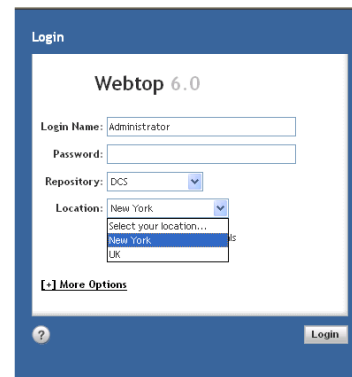 Login
Webtop 6.0
Login Name: Administrator
Password:
Repository: DCS
Location: New York
Select your location...
New York
UK
[+] More Options
? Login